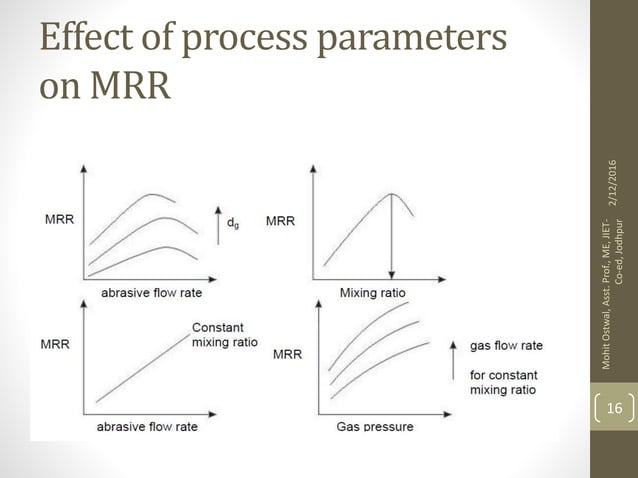 Effect of process parameters
on MRR
MRR
dg
abrasive flow rate
MRR
Mixing ratio
MRR
Constant
mixing ratio
abrasive flow rate
MRR
gas flow rate
for constant
mixing ratio
Gas pressure
2/12/2016
Mohit Ostwal, Asst. Prof., ME, JIET-
Co-ed, Jodhpur
16